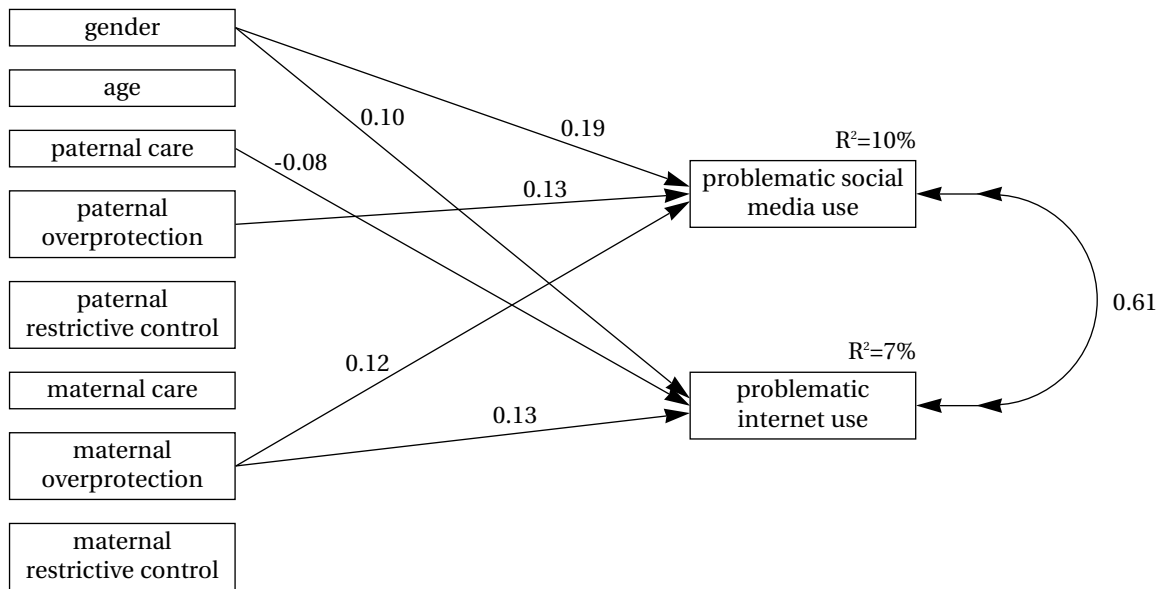 gender
age
paternal care
paternal
overprotection
paternal
restrictive control
maternal care
maternal
overprotection
maternal
restrictive control
0.10
0.19
-0.08
0.13
0.12
0.13
R²=10%
problematic social
media use
R²=7%
problematic
internet use
0.61